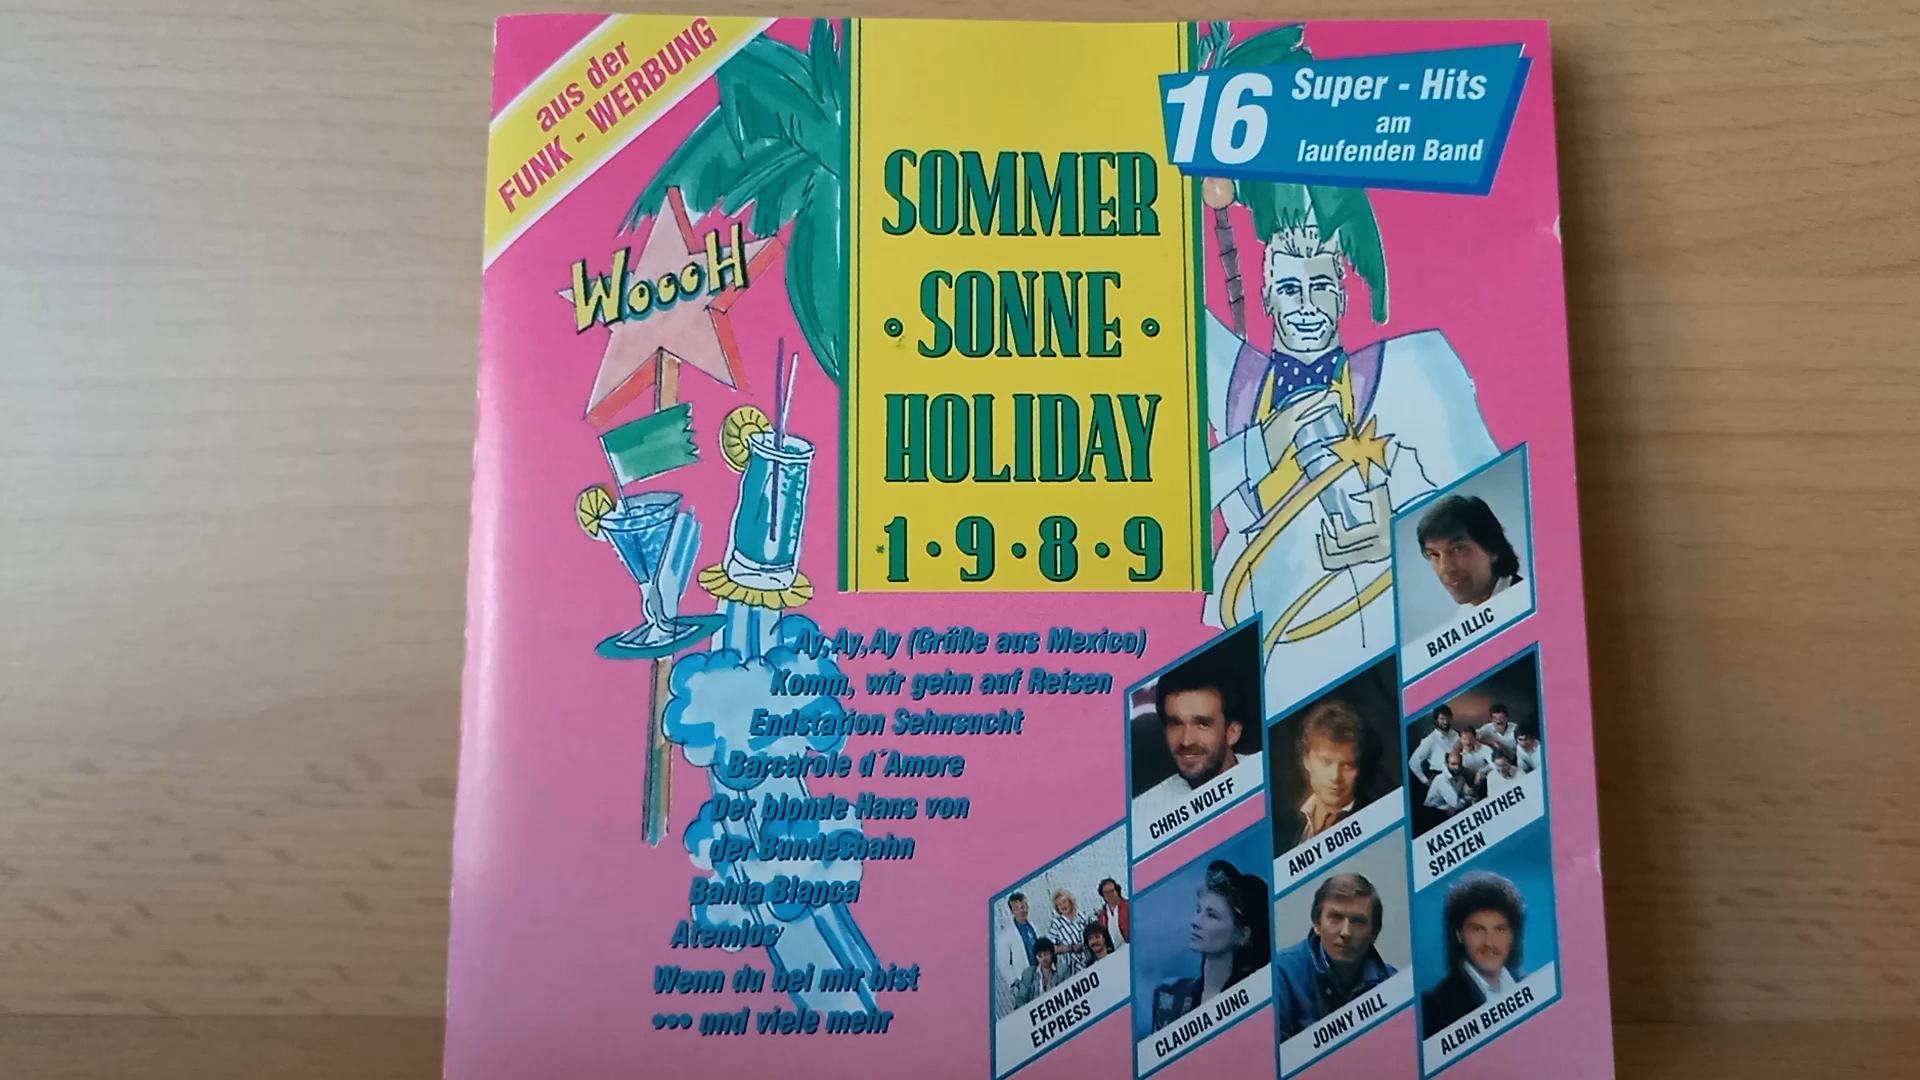 aus der
FUNK - WERBUNG
16
Super - Hits
am
laufenden Band
SOMMER
• SONNE •
HOLIDAY
1 • 9 • 8 • 9
WoooH
Ay, Ay, Ay (Grüße aus Mexico)
Komm, wir gehn auf Reisen
Endstation Sehnsucht
Barcarole d´Amore
Der blonde Hans von
der Bundesbahn
Bahia Blanca
Atemlos
Wenn du bei mir bist
••• und viele mehr
BATA ILLIC
CHRIS WOLFF
ANDY BORG
KASTELRUTHER
SPATZEN
FERNANDO
EXPRESS
CLAUDIA JUNG
JONNY HILL
ALBIN BERGER